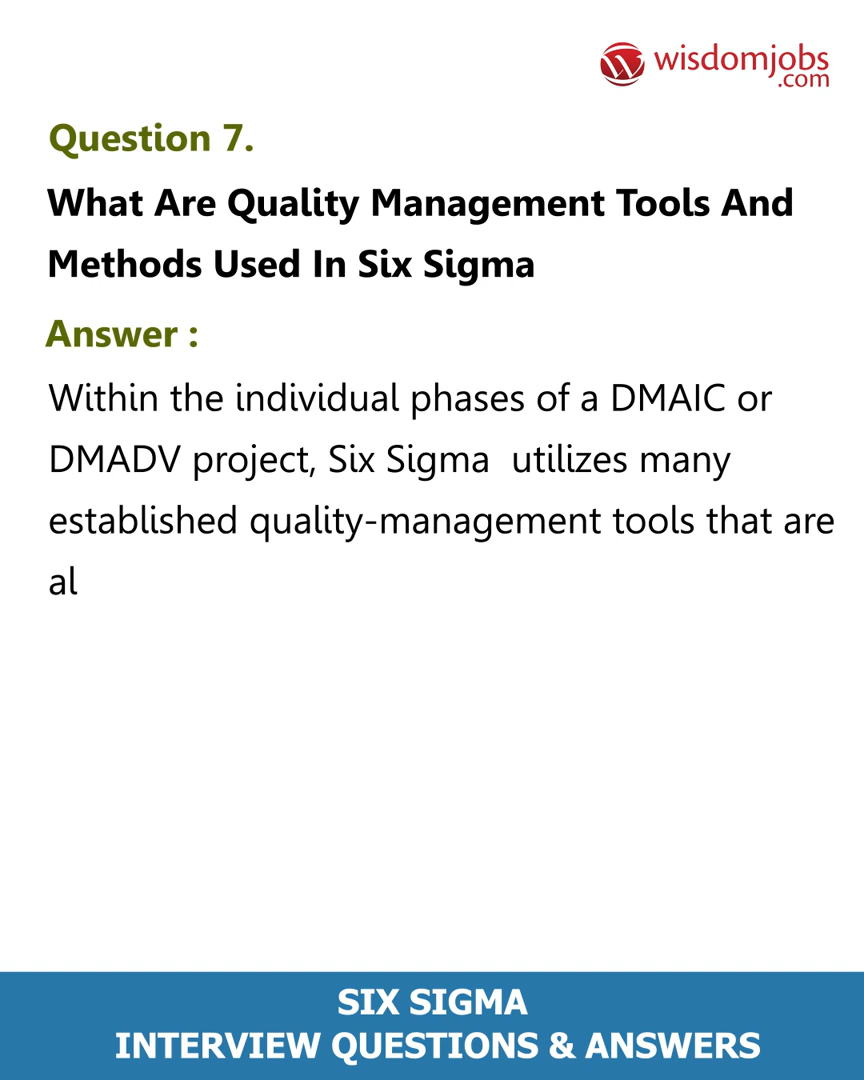 wisdomjobs
.com
Question 7.
What Are Quality Management Tools And
Methods Used In Six Sigma
Answer :
Within the individual phases of a DMAIC or
DMADV project, Six Sigma  utilizes many
established quality-management tools that are
al
SIX SIGMA
INTERVIEW QUESTIONS & ANSWERS